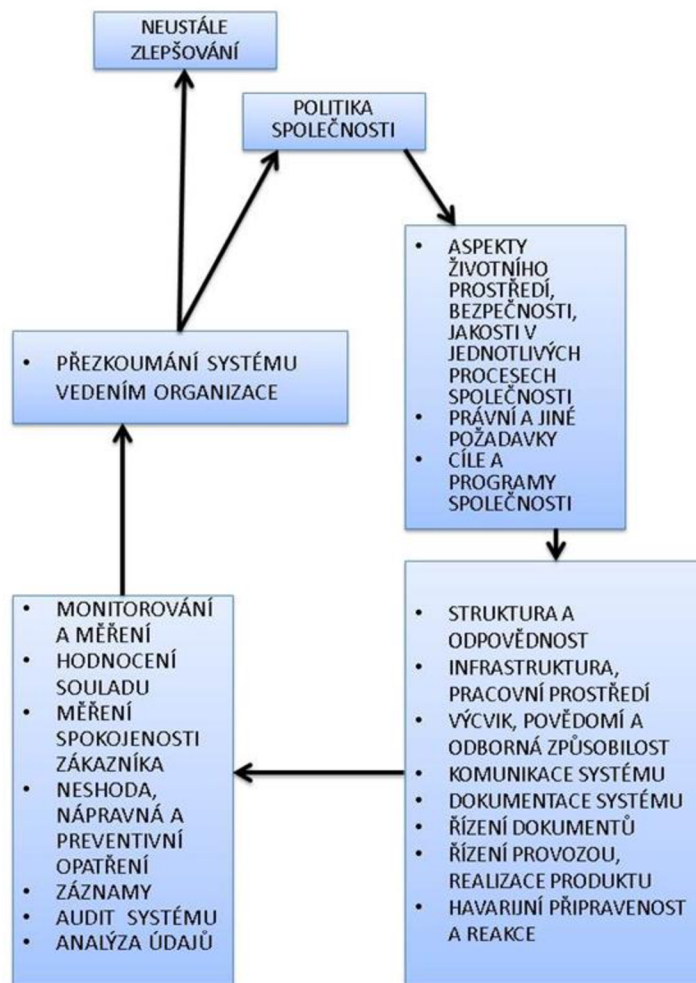 NEUSTÁLE
ZLEPŠOVÁNÍ
POLITIKA
SPOLEČNOSTI
• ASPEKTY
ŽIVOTNÍHO
PROSTŘEDÍ,
BEZPEČNOSTI,
JAKOSTI V
JEDNOTLIVÝCH
PROCESECH
SPOLEČNOSTI
• PRÁVNÍ A JINÉ
POŽADAVKY
• CÍLE A
PROGRAMY
SPOLEČNOSTI
• PŘEZKOUMÁNÍ SYSTÉMU
VEDENÍM ORGANIZACE
• STRUKTURA A
ODPOVĚDNOST
• INFRASTRUKTURA,
PRACOVNÍ PROSTŘEDÍ
• VÝCVIK, POVĚDOMÍ A
ODBORNÁ ZPŮSOBILOST
• KOMUNIKACE SYSTÉMU
• DOKUMENTACE SYSTÉMU
• ŘÍZENÍ DOKUMENTŮ
• ŘÍZENÍ PROVOZOU,
REALIZACE PRODUKTU
• HAVARIJNÍ PŘIPRAVENOST
A REAKCE
• MONITOROVÁNÍ
A MĚŘENÍ
• HODNOCENÍ
SOULADU
• MĚŘENÍ
SPOKOJENOSTI
ZÁKAZNÍKA
• NESHODA,
NÁPRAVNÁ A
PREVENTIVNÍ
OPATŘENÍ
• ZÁZNAMY
• AUDIT SYSTÉMU
• ANALÝZA ÚDAJŮ